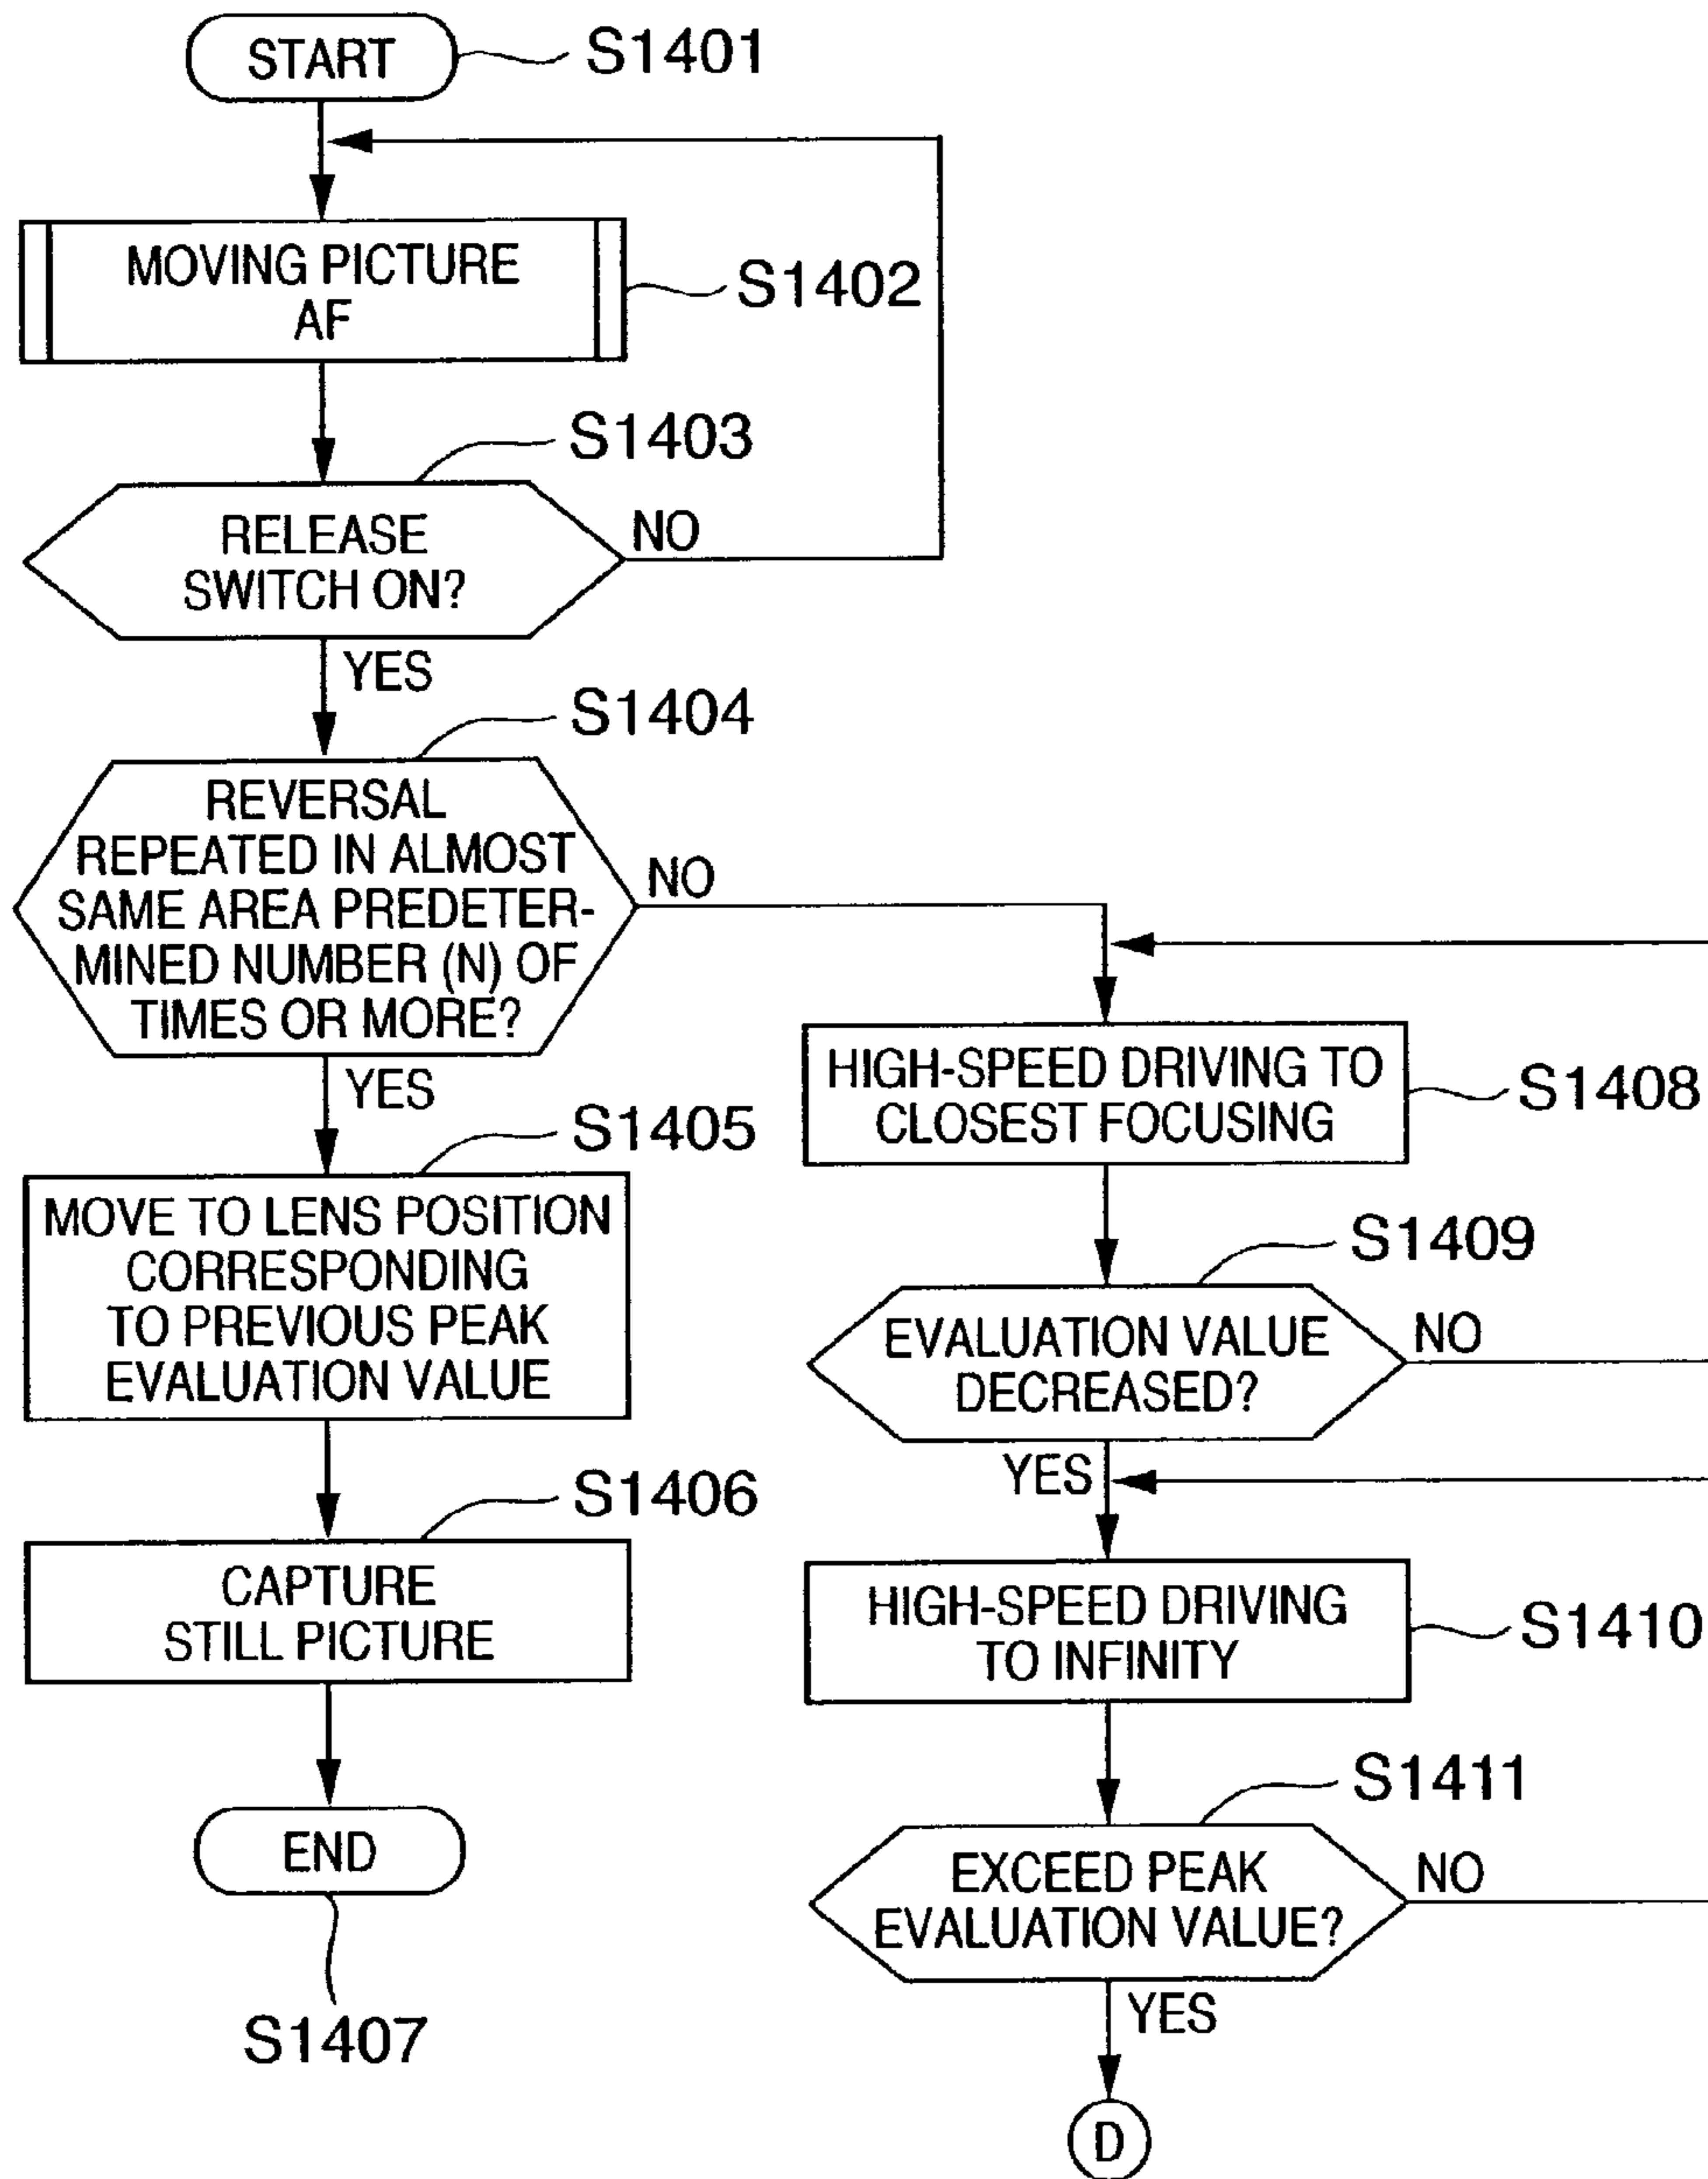 START
S1401
MOVING PICTURE
AF
S1402
S1403
RELEASE
SWITCH ON?
NO
YES
S1404
REVERSAL
REPEATED IN ALMOST
SAME AREA PREDETER-
MINED NUMBER (N) OF
TIMES OR MORE?
NO
YES
S1405
MOVE TO LENS POSITION
CORRESPONDING
TO PREVIOUS PEAK
EVALUATION VALUE
S1406
CAPTURE
STILL PICTURE
END
S1407
HIGH-SPEED DRIVING TO
CLOSEST FOCUSING
S1408
S1409
EVALUATION VALUE
DECREASED?
NO
YES
HIGH-SPEED DRIVING
TO INFINITY
S1410
S1411
EXCEED PEAK
EVALUATION VALUE?
NO
YES
D